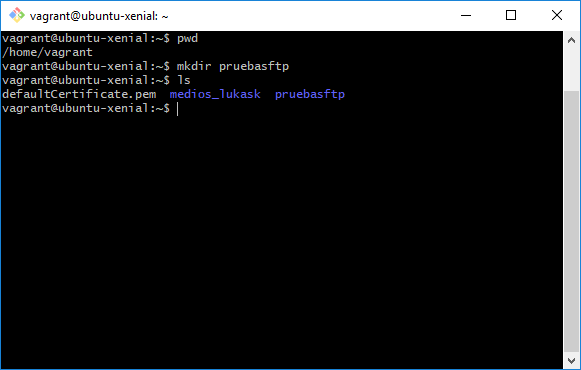 vagrant@ubuntu-xenial: ~
vagrant@ubuntu-xenial:~$ pwd
/home/vagrant
vagrant@ubuntu-xenial:~$ mkdir pruebasftp
vagrant@ubuntu-xenial:~$ ls
defaultCertificate.pem  medios_lukask  pruebasftp
vagrant@ubuntu-xenial:~$